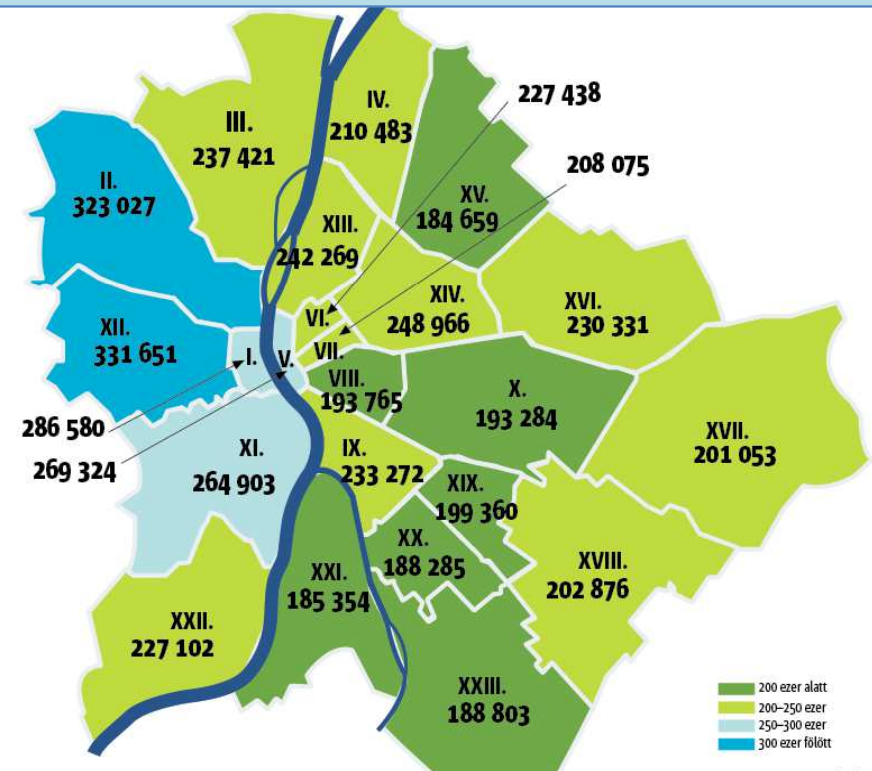 IV.
210 483
227 438
III.
237 421
208 075
II.
323 027
XV.
184 659
XIII.
242 269
XIV.
248 966
XVI.
230 331
VI.
XII.
331 651
I.
V.
VII.
VIII.
193 765
X.
193 284
286 580
269 324
XI.
264 903
IX.
233 272
XVII.
201 053
XIX.
199 360
XX.
188 285
XVIII.
202 876
XXI.
185 354
XXII.
227 102
XXIII.
188 803
200 ezer alatt
200–250 ezer
250–300 ezer
300 ezer fölött